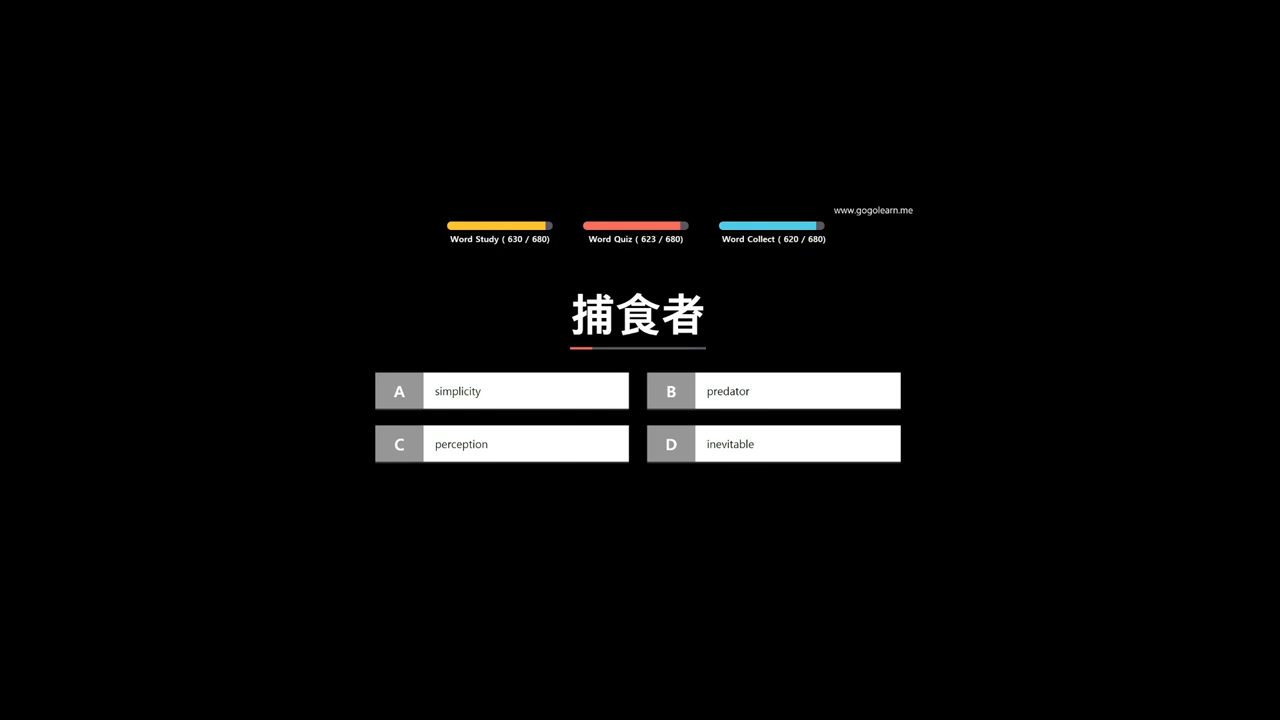 www.gogolearn.me
Word Study ( 630 / 680)
Word Quiz ( 623 / 680)
Word Collect ( 620 / 680)
捕食者
A simplicity
B predator
C perception
D inevitable